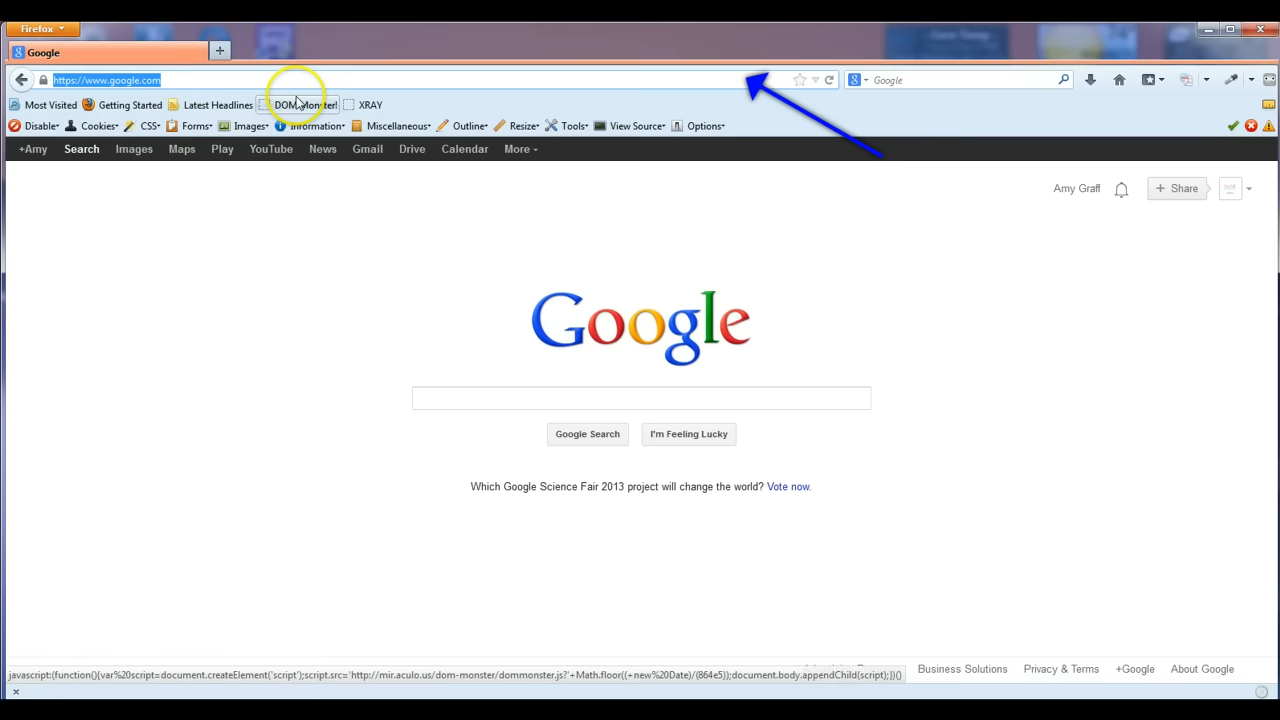 Firefox
Google
https://www.google.com
Google
Most Visited Getting Started Latest Headlines DOM Monster! XRAY
Disable Cookies CSS Forms Images Information Miscellaneous Outline Resize Tools View Source Options
+Amy Search Images Maps Play YouTube News Gmail Drive Calendar More
Amy Graff + Share
Google
Google Search I'm Feeling Lucky
Which Google Science Fair 2013 project will change the world? Vote now.
Business Solutions Privacy & Terms +Google About Google
javascript:(function(){var%20script=document.createElement('script');script.src='http://mir.aculo.us/dom-monster/dommonster.js?'+Math.floor((+new%20Date)/(864e5));document.body.appendChild(script);})()